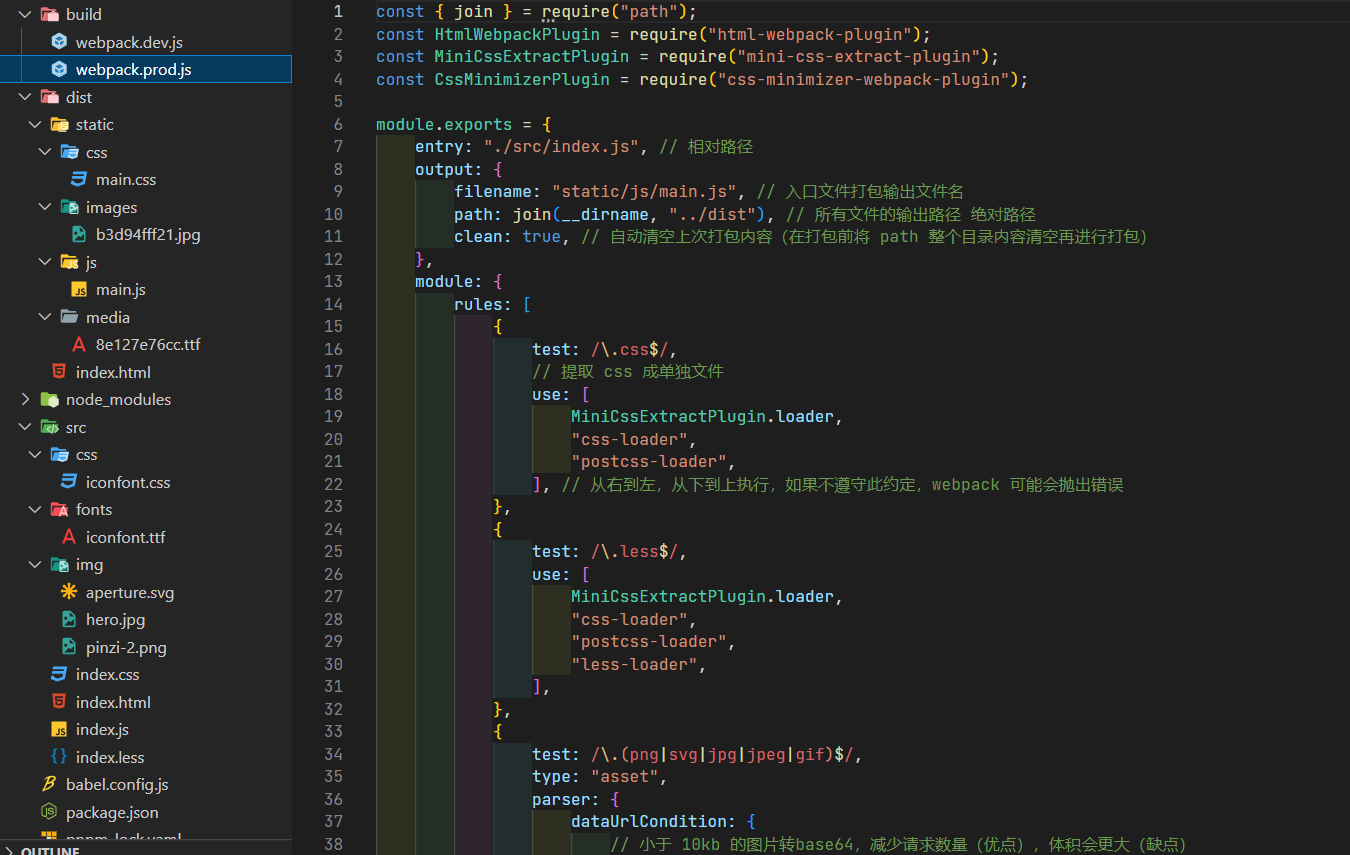 build
webpack.dev.js
webpack.prod.js
dist
static
css
main.css
images
b3d94fff21.jpg
js
main.js
media
8e127e76cc.ttf
index.html
node_modules
src
css
iconfont.css
fonts
iconfont.ttf
img
aperture.svg
hero.jpg
pinzi-2.png
index.css
index.html
index.js
index.less
babel.config.js
package.json
pnpm-lock.yaml
OUTLINE
1 const { join } = require("path");
2 const HtmlWebpackPlugin = require("html-webpack-plugin");
3 const MiniCssExtractPlugin = require("mini-css-extract-plugin");
4 const CssMinimizerPlugin = require("css-minimizer-webpack-plugin");
5
6 module.exports = {
7 entry: "./src/index.js", // 相对路径
8 output: {
9 filename: "static/js/main.js", // 入口文件打包输出文件名
10 path: join(__dirname, "../dist"), // 所有文件的输出路径 绝对路径
11 clean: true, // 自动清空上次打包内容（在打包前将 path 整个目录内容清空再进行打包）
12 },
13 module: {
14 rules: [
15 {
16 test: /\.css$/,
17 // 提取 css 成单独文件
18 use: [
19 MiniCssExtractPlugin.loader,
20 "css-loader",
21 "postcss-loader",
22 ], // 从右到左，从下到上执行，如果不遵守此约定，webpack 可能会抛出错误
23 },
24 {
25 test: /\.less$/,
26 use: [
27 MiniCssExtractPlugin.loader,
28 "css-loader",
29 "postcss-loader",
30 "less-loader",
31 ],
32 },
33 {
34 test: /\.(png|svg|jpg|jpeg|gif)$/,
35 type: "asset",
36 parser: {
37 dataUrlCondition: {
38 // 小于 10kb 的图片转base64，减少请求数量（优点），体积会更大（缺点）